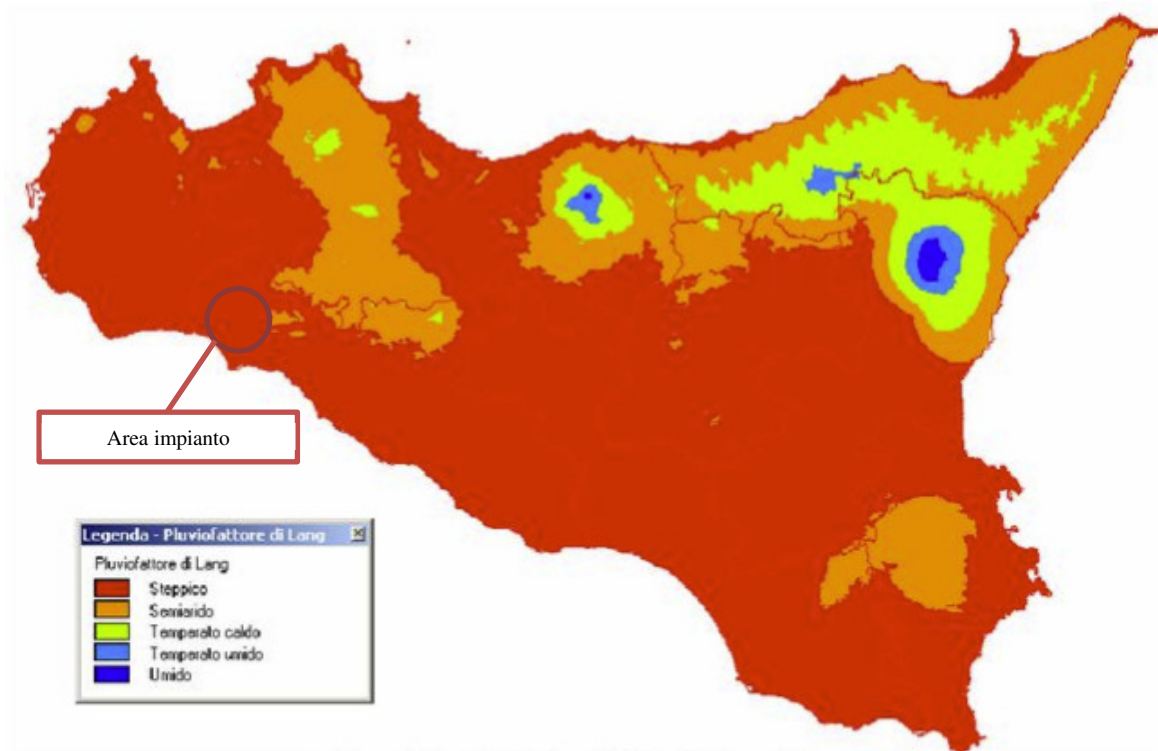 Area impianto
Legenda - Pluviofattore di Lang
Pluviofattore di Lang
Steppico
Semiarido
Temperato caldo
Temperato umido
Umido